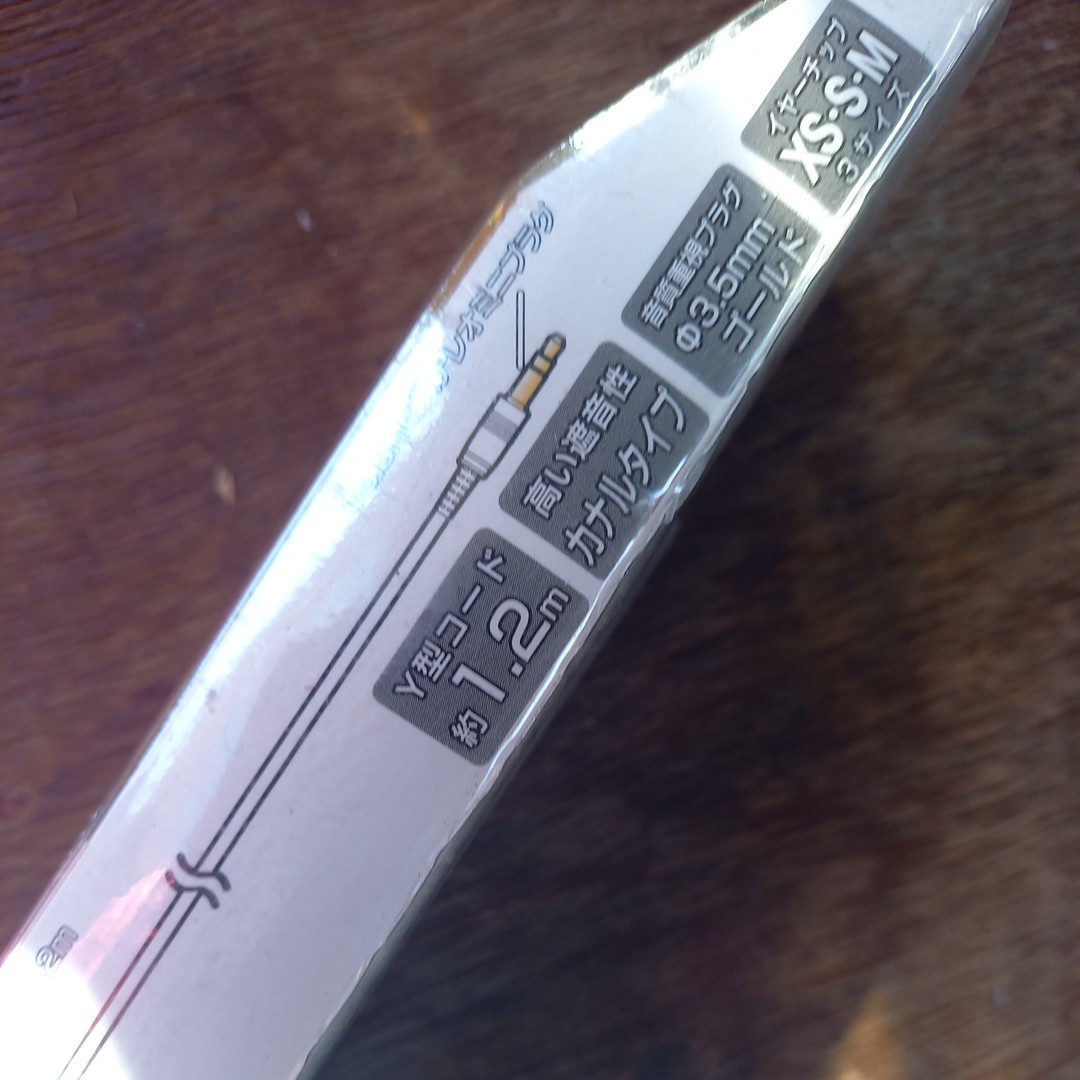 イヤーチップ
XS・S・M
3サイズ
音質重視プラグ
Φ3.5mm
ゴールド
高い遮音性
カナルタイプ
Y型コード
約1.2m
レオミニプラグ
2m